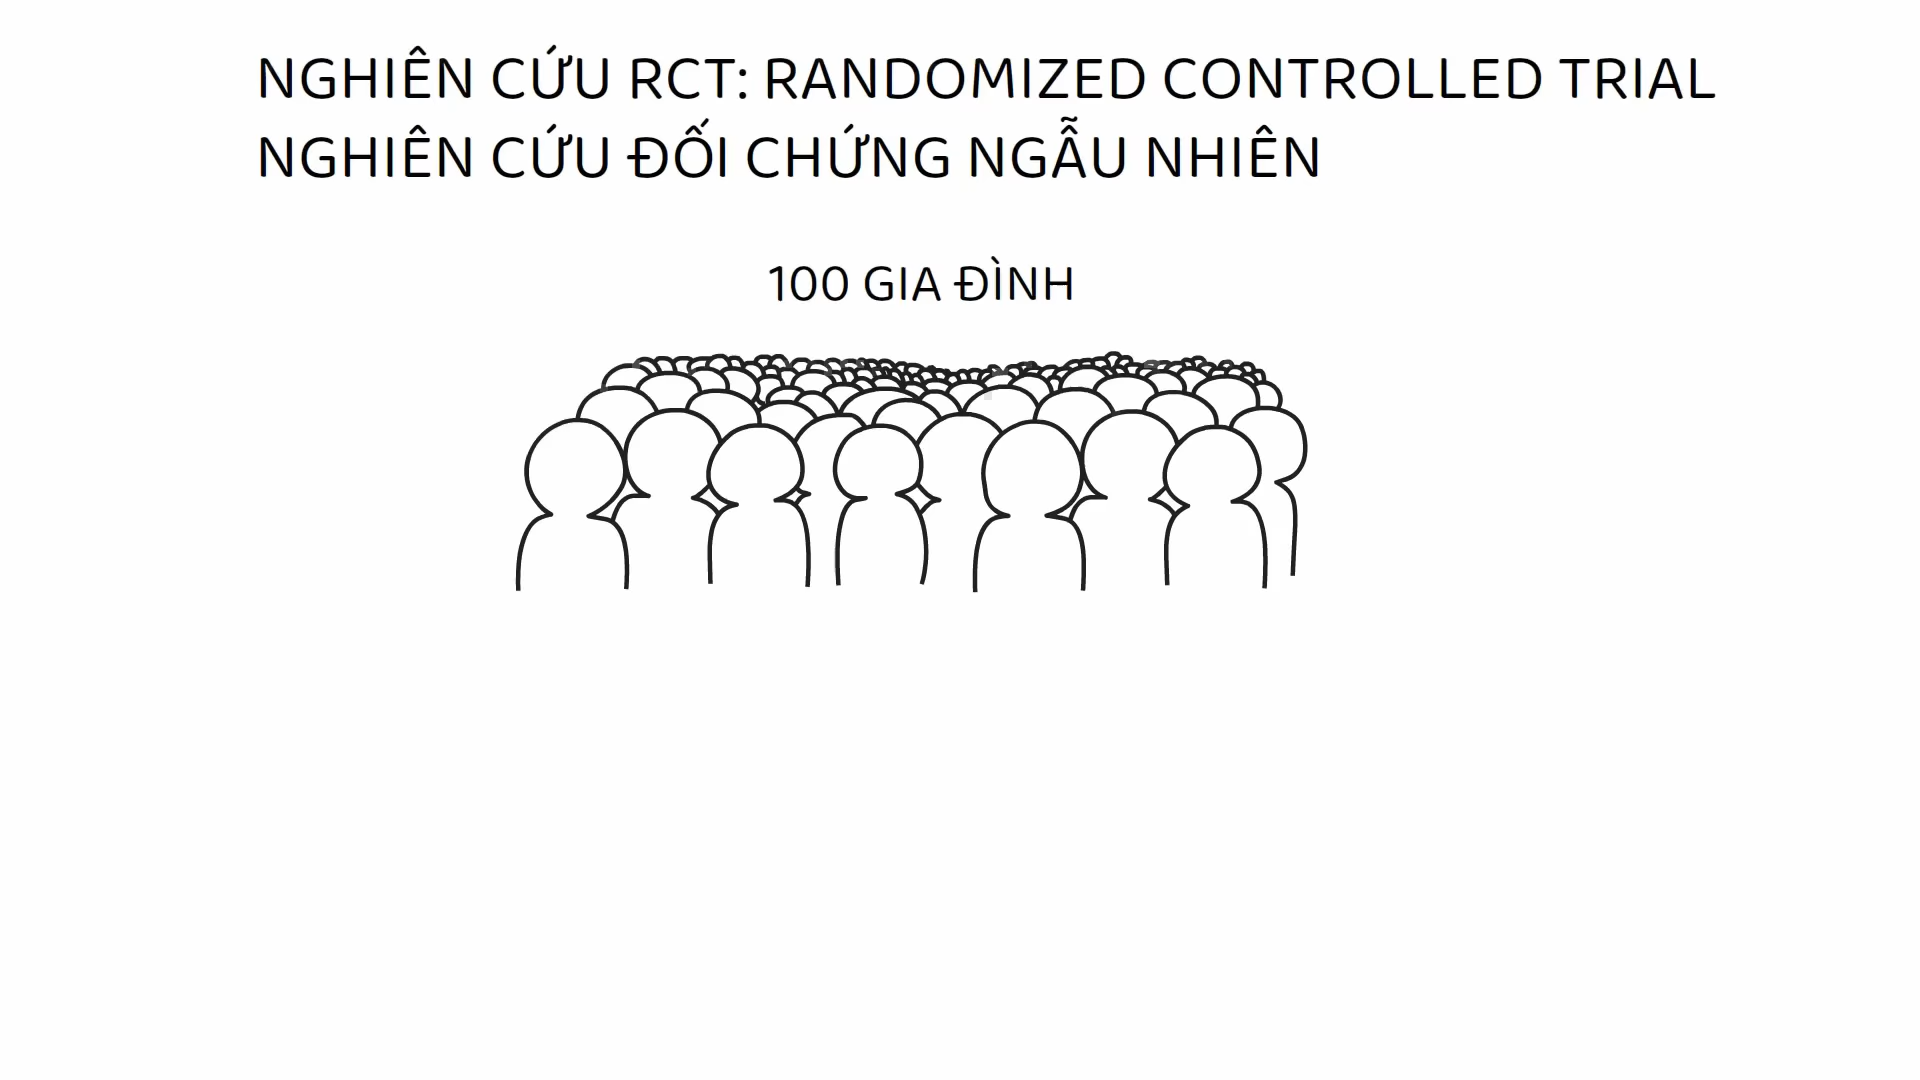 NGHIÊN CỨU RCT: RANDOMIZED CONTROLLED TRIAL
NGHIÊN CỨU ĐỐI CHỨNG NGẪU NHIÊN
100 GIA ĐÌNH